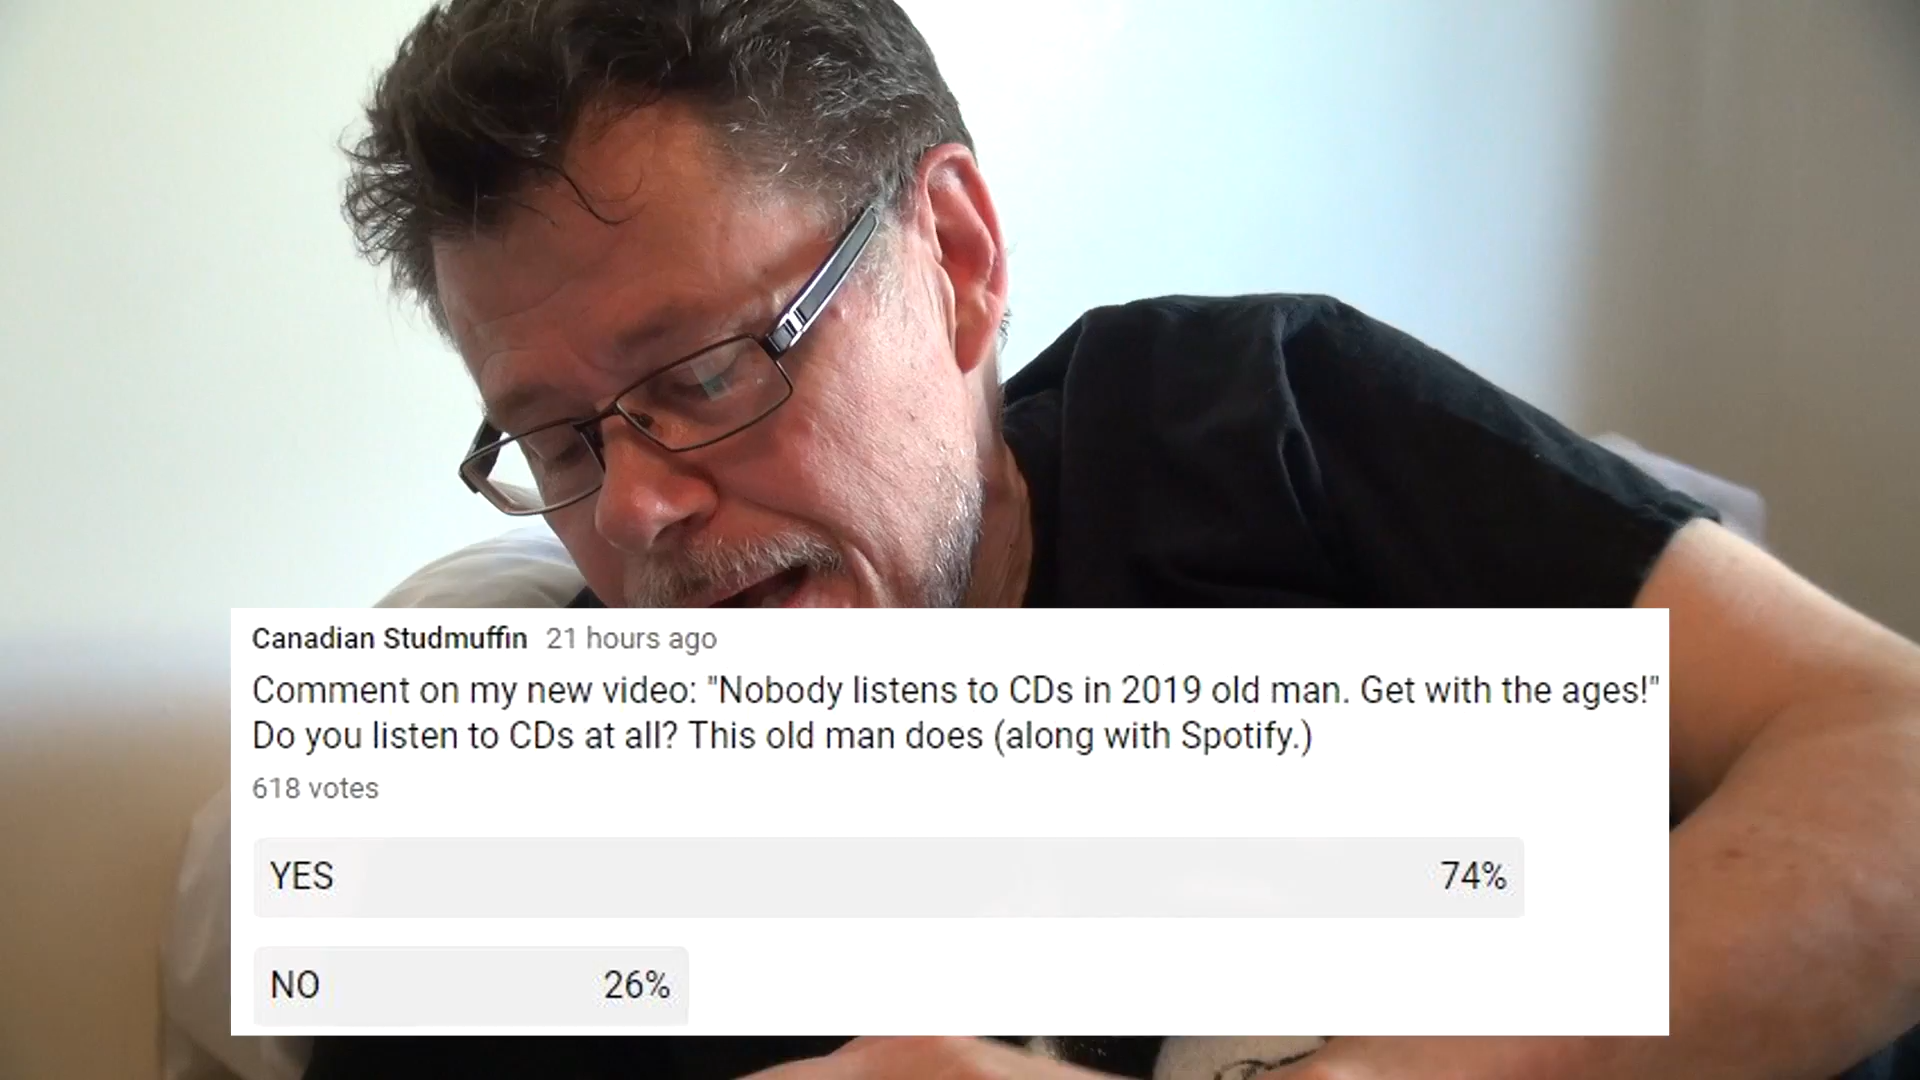 Canadian Studmuffin 21 hours ago
Comment on my new video: "Nobody listens to CDs in 2019 old man. Get with the ages!"
Do you listen to CDs at all? This old man does (along with Spotify.)
618 votes
YES 74%
NO 26%